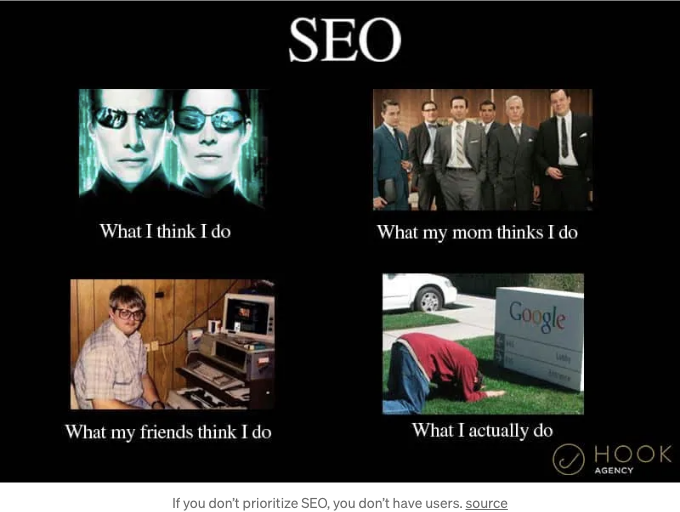 SEO
What I think I do
What my mom thinks I do
Google
Lobby
What my friends think I do
What I actually do
HOOK
AGENCY
If you don't prioritize SEO, you don't have users. source